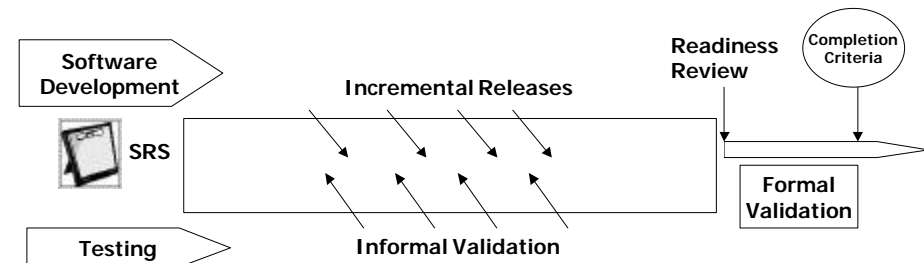 Software
Development
Incremental Releases
Readiness
Review
Completion
Criteria
SRS
Formal
Validation
Testing
Informal Validation